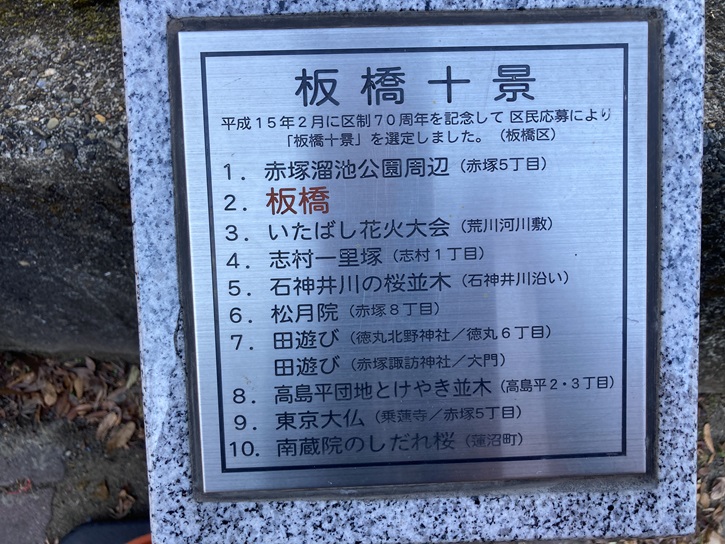 板橋十景
平成15年2月に区制70周年を記念して 区民応募により
「板橋十景」を選定しました。（板橋区）
1．赤塚溜池公園周辺（赤塚5丁目）
2．板橋
3．いたばし花火大会（荒川河川敷）
4．志村一里塚（志村1丁目）
5．石神井川の桜並木（石神井川沿い）
6．松月院（赤塚8丁目）
7．田遊び（徳丸北野神社／徳丸6丁目）
田遊び（赤塚諏訪神社／大門）
8．高島平団地とけやき並木（高島平2・3丁目）
9．東京大仏（乗蓮寺／赤塚5丁目）
10．南蔵院のしだれ桜（蓮沼町）